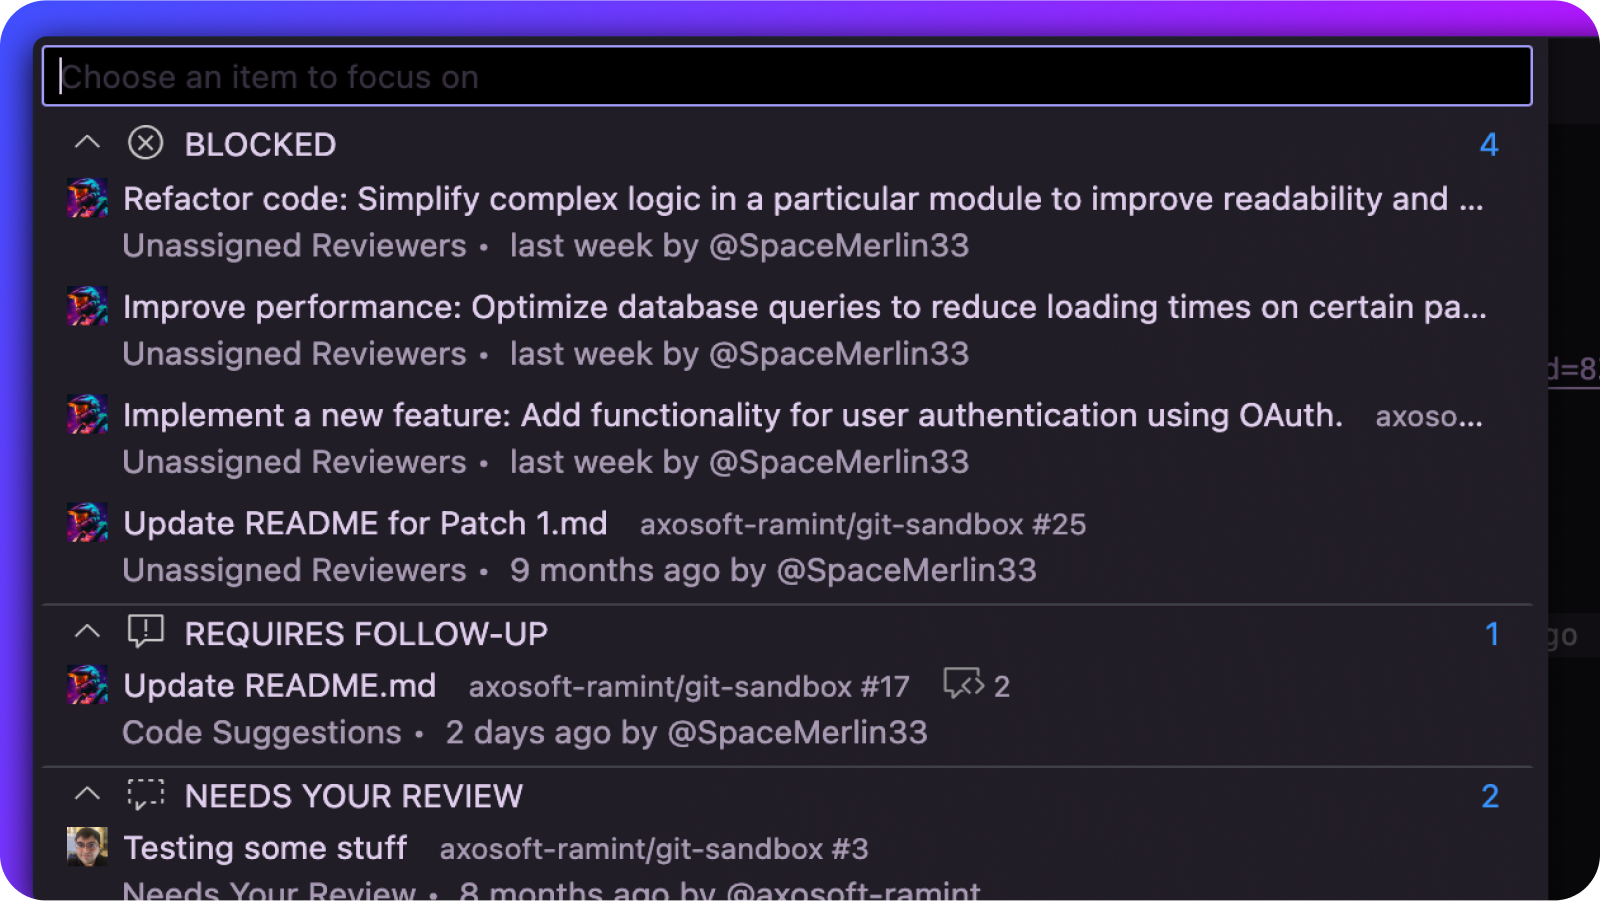 Choose an item to focus on
BLOCKED 4
Refactor code: Simplify complex logic in a particular module to improve readability and ...
Unassigned Reviewers • last week by @SpaceMerlin33
Improve performance: Optimize database queries to reduce loading times on certain pa...
Unassigned Reviewers • last week by @SpaceMerlin33
Implement a new feature: Add functionality for user authentication using OAuth. axoso...
Unassigned Reviewers • last week by @SpaceMerlin33
Update README for Patch 1.md axosoft-ramint/git-sandbox #25
Unassigned Reviewers • 9 months ago by @SpaceMerlin33
REQUIRES FOLLOW-UP 1
Update README.md axosoft-ramint/git-sandbox #17 2
Code Suggestions • 2 days ago by @SpaceMerlin33
NEEDS YOUR REVIEW 2
Testing some stuff axosoft-ramint/git-sandbox #3
Needs Your Review • 8 months ago by @axosoft-ramint